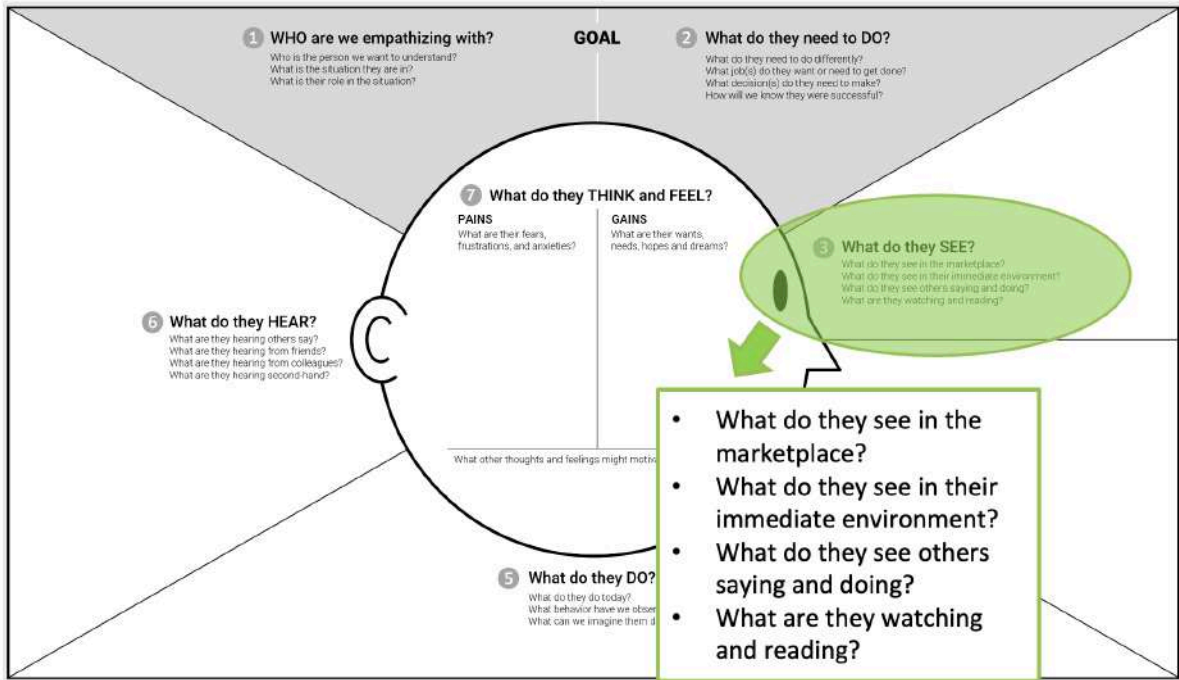 1 WHO are we empathizing with?
Who is the person we want to understand?
What is the situation they are in?
What is their role in the situation?
GOAL
2 What do they need to DO?
What do they need to do differently?
What job(s) do they want or need to get done?
What decision(s) do they need to make?
How will we know they were successful?
7 What do they THINK and FEEL?
PAINS
What are their fears,
frustrations, and anxieties?
GAINS
What are their wants,
needs, hopes and dreams?
3 What do they SEE?
What do they see in the marketplace?
What do they see in their immediate environment?
What do they see others saying and doing?
What are they watching and reading?
6 What do they HEAR?
What are they hearing others say?
What are they hearing from friends?
What are they hearing from colleagues?
What are they hearing second-hand?
What other thoughts and feelings might
5 What do they DO?
What do they do today?
What behavior have we
What can we imagine them
• What do they see in the
marketplace?
• What do they see in their
immediate environment?
• What do they see others
saying and doing?
• What are they watching
and reading?